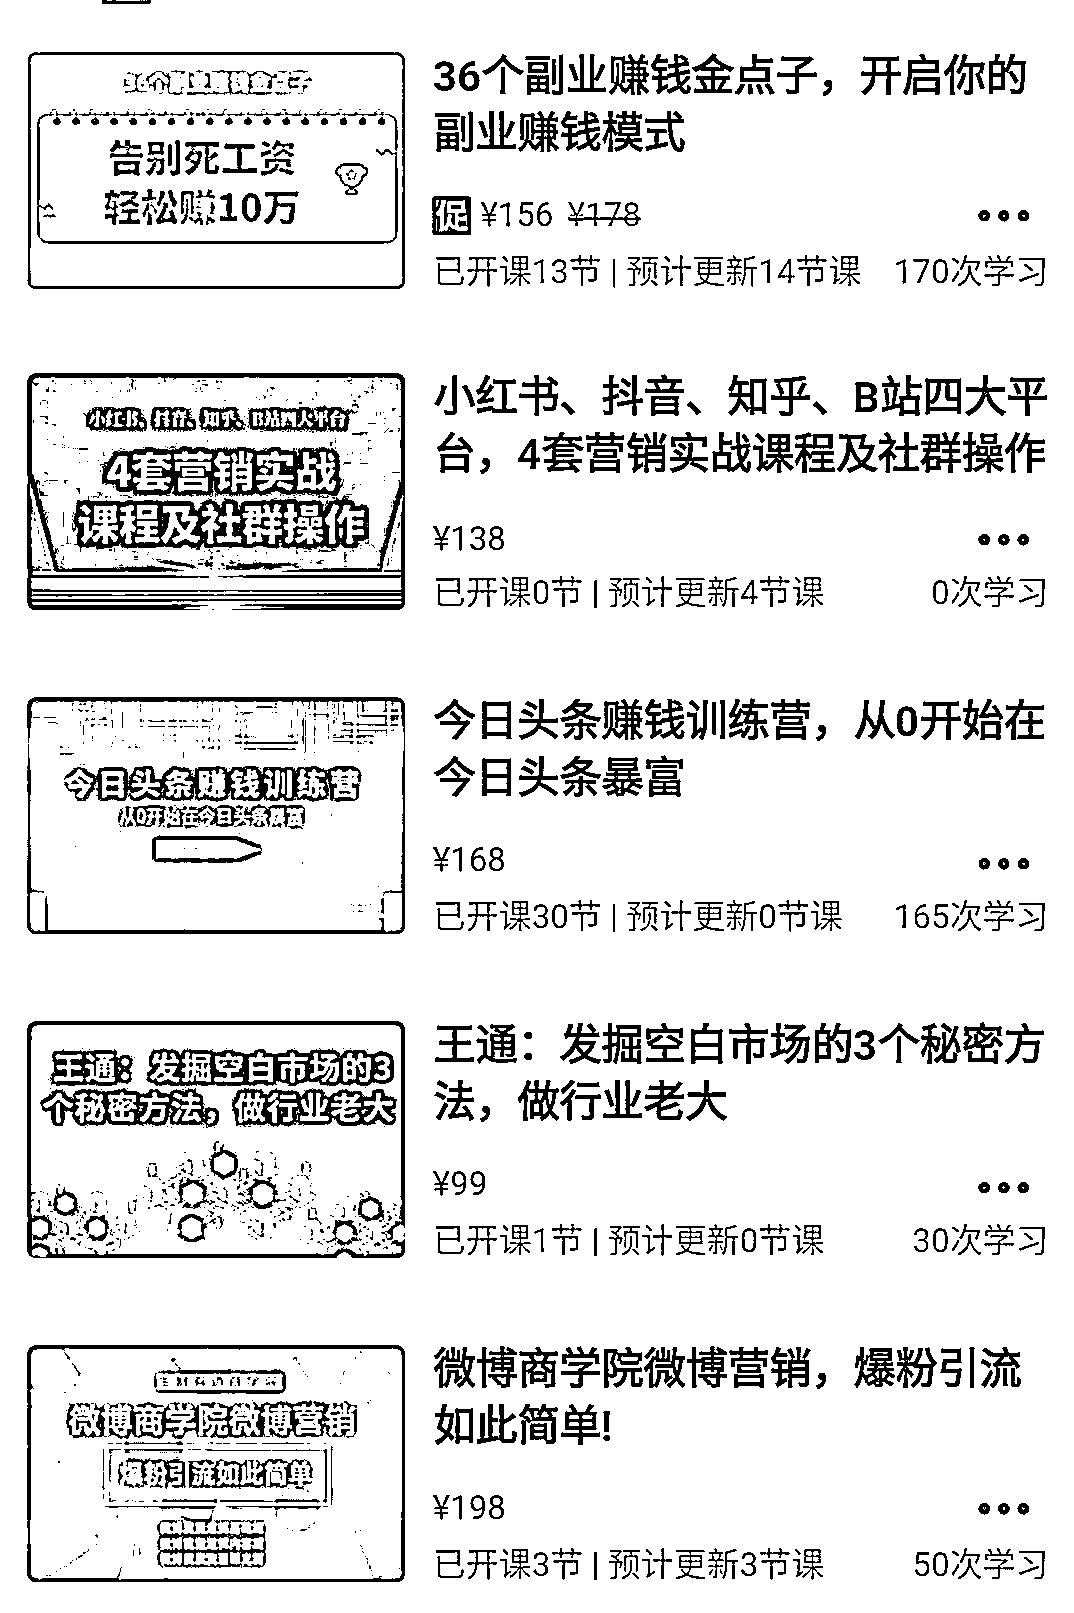 36个副业赚钱金点子
告别死工资
轻松赚10万
36个副业赚钱金点子，开启你的
副业赚钱模式
促 ¥156 ¥178
已开课13节 | 预计更新14节课 170次学习
小红书、抖音、知乎、B站四大平台
4套营销实战
课程及社群操作
小红书、抖音、知乎、B站四大平
台，4套营销实战课程及社群操作
¥138
已开课0节 | 预计更新4节课 0次学习
今日头条赚钱训练营
从0开始在今日头条暴富
今日头条赚钱训练营，从0开始在
今日头条暴富
¥168
已开课30节 | 预计更新0节课 165次学习
王通：发掘空白市场的3
个秘密方法，做行业老大
王通：发掘空白市场的3个秘密方
法，做行业老大
¥99
已开课1节 | 预计更新0节课 30次学习
微博商学院微博营销
爆粉引流如此简单
微博商学院微博营销，爆粉引流
如此简单!
¥198
已开课3节 | 预计更新3节课 50次学习